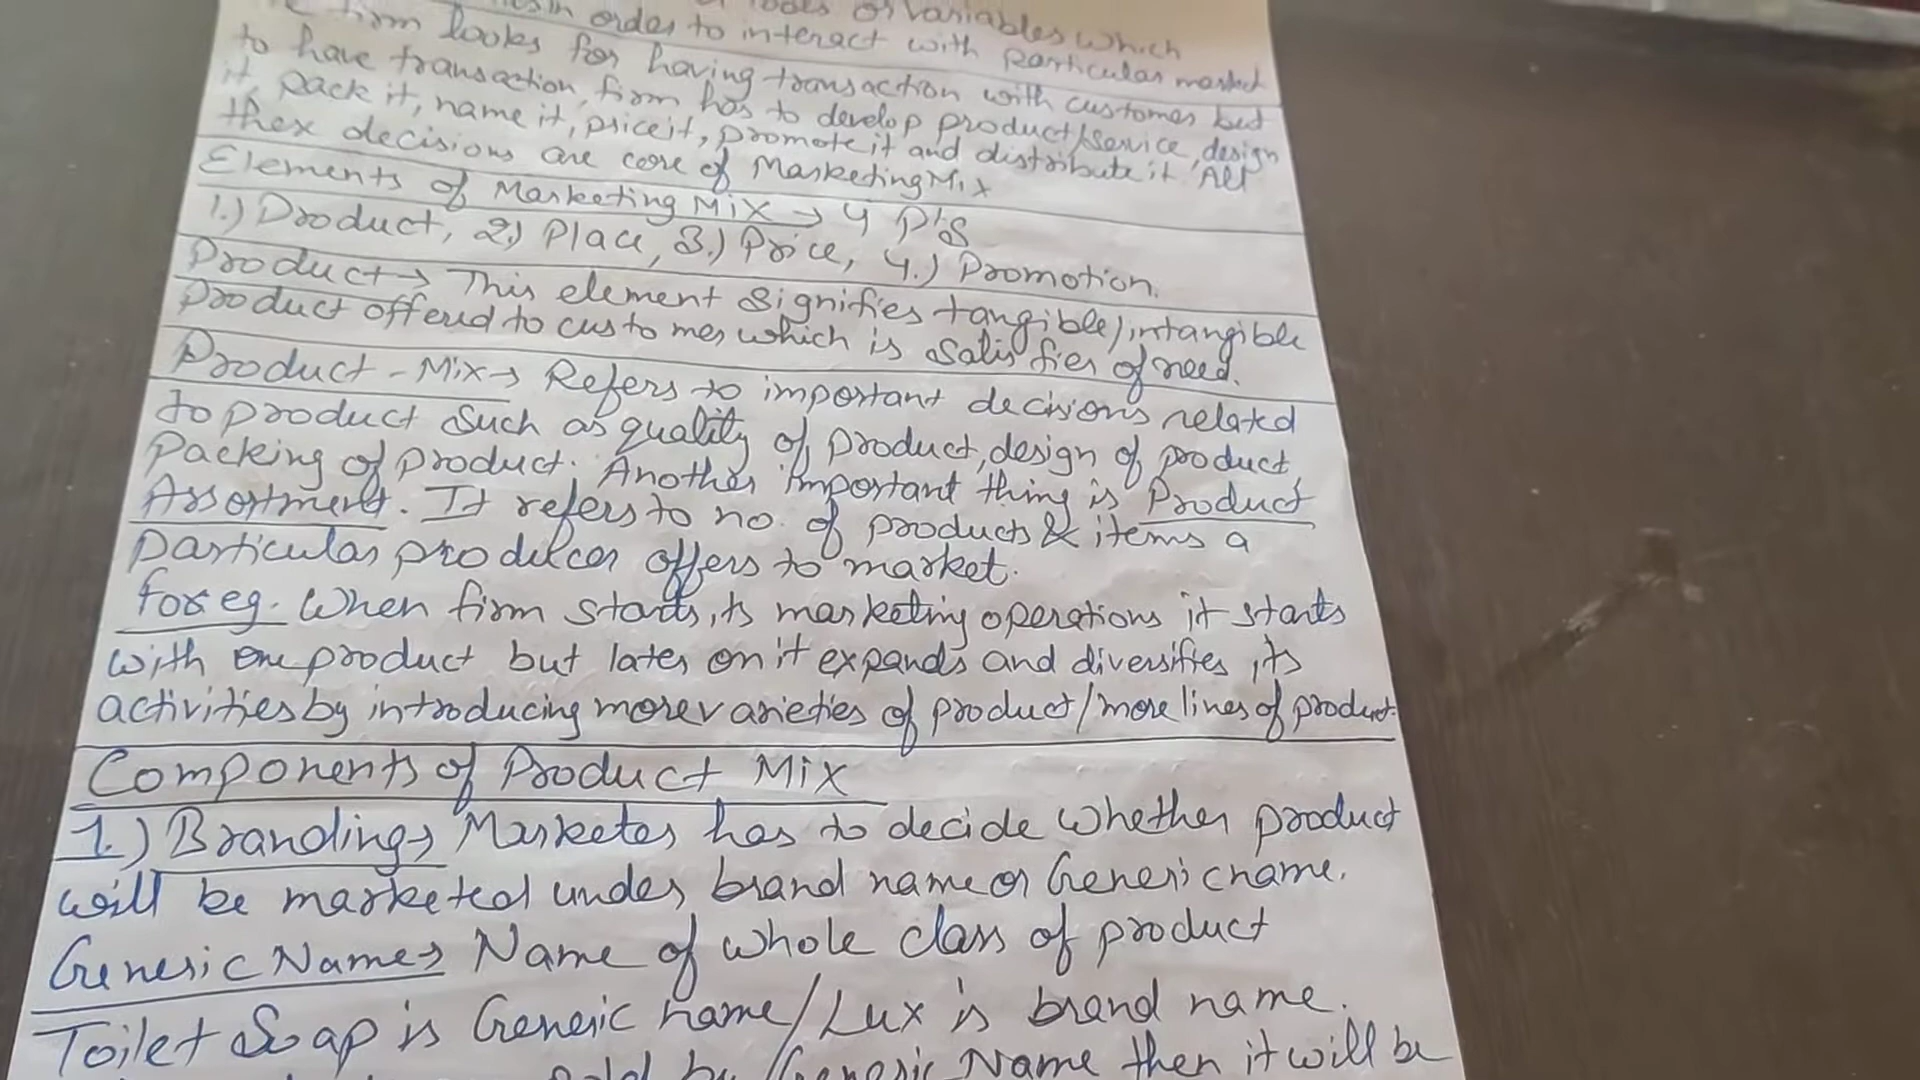 tools or variables which
firm looks in order to interact with particular market
to have for having transaction with customer but
transaction, firm has to develop product/service, design
it, pack it, name it, price it, promote it and distribute it. All
these decisions are core of Marketing Mix
Elements of Marketing Mix → 4 P's
1.) Product, 2.) Place, 3.) Price, 4.) Promotion.
Product → This element signifies tangible/intangible
product offered to customer which is satisfies of need.
Product - Mix → Refers to important decisions related
to product such as quality of product, design of product,
Packing of product. Another important thing is Product
Assortment. It refers to no. of products & items a
particular producer offers to market.
For eg. When firm starts its marketing operations it starts
with one product but later on it expands and diversifies its
activities by introducing more varieties of product/more lines of product.
Components of Product Mix
1.) Branding → Marketer has to decide whether product
will be marketed under brand name or Generic name.
Generic Name → Name of whole class of product
Toilet Soap is Generic name/Lux is brand name.
sold by Generic Name then it will be